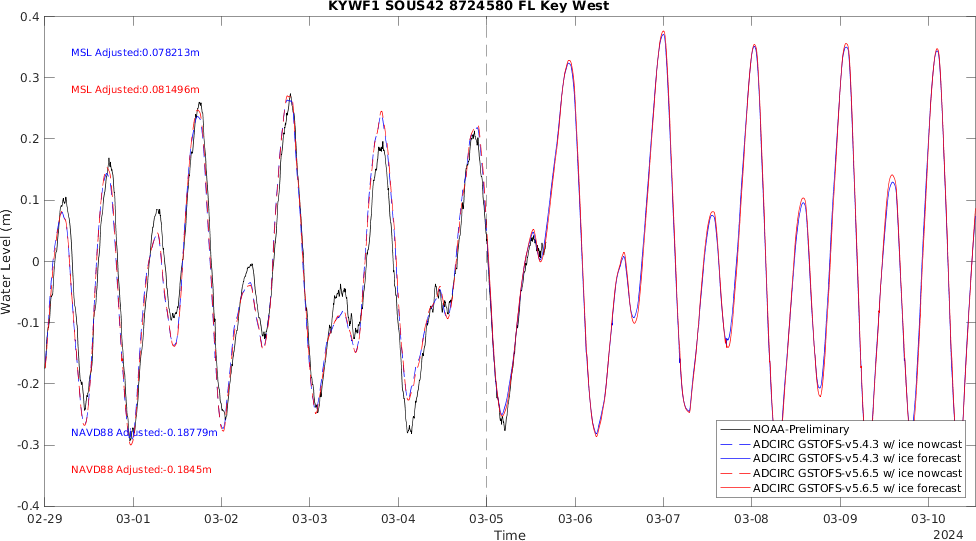 KYWF1 SOUS42 8724580 FL Key West
MSL Adjusted:0.078213m
MSL Adjusted:0.081496m
NAVD88 Adjusted:-0.18779m
NAVD88 Adjusted:-0.1845m
Water Level (m)
0.4
0.3
0.2
0.1
0
-0.1
-0.2
-0.3
-0.4
NOAA-Preliminary
ADCIRC GSTOFS-v5.4.3 w/ ice nowcast
ADCIRC GSTOFS-v5.4.3 w/ ice forecast
ADCIRC GSTOFS-v5.6.5 w/ ice nowcast
ADCIRC GSTOFS-v5.6.5 w/ ice forecast
02-29 03-01 03-02 03-03 03-04 03-05 03-06 03-07 03-08 03-09 03-10
Time
2024